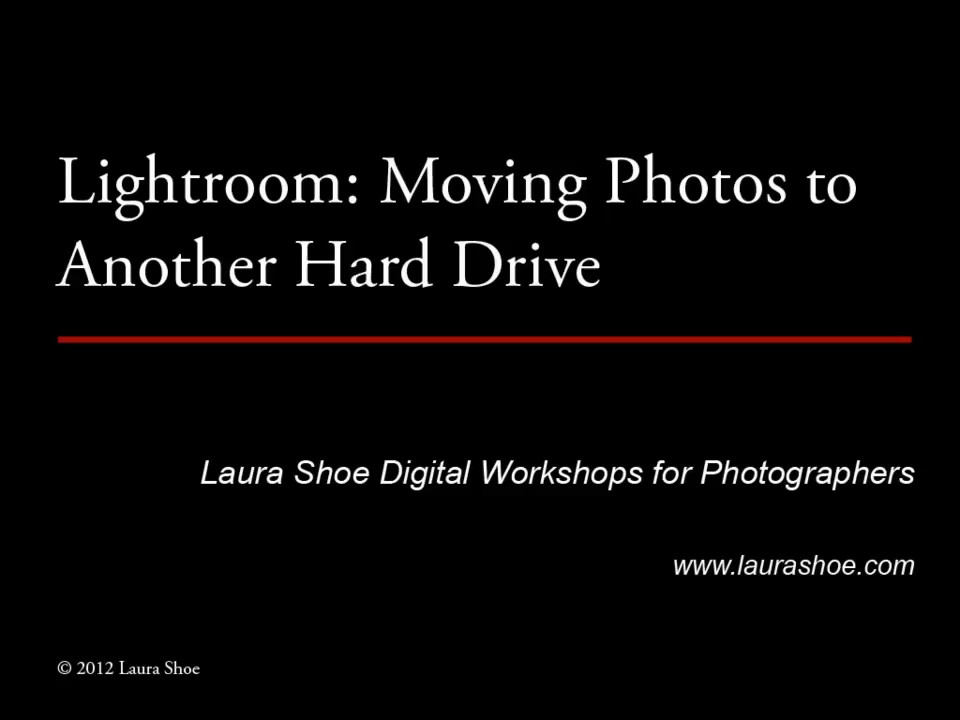 Lightroom: Moving Photos to
Another Hard Drive
Laura Shoe Digital Workshops for Photographers
www.laurashoe.com
© 2012 Laura Shoe